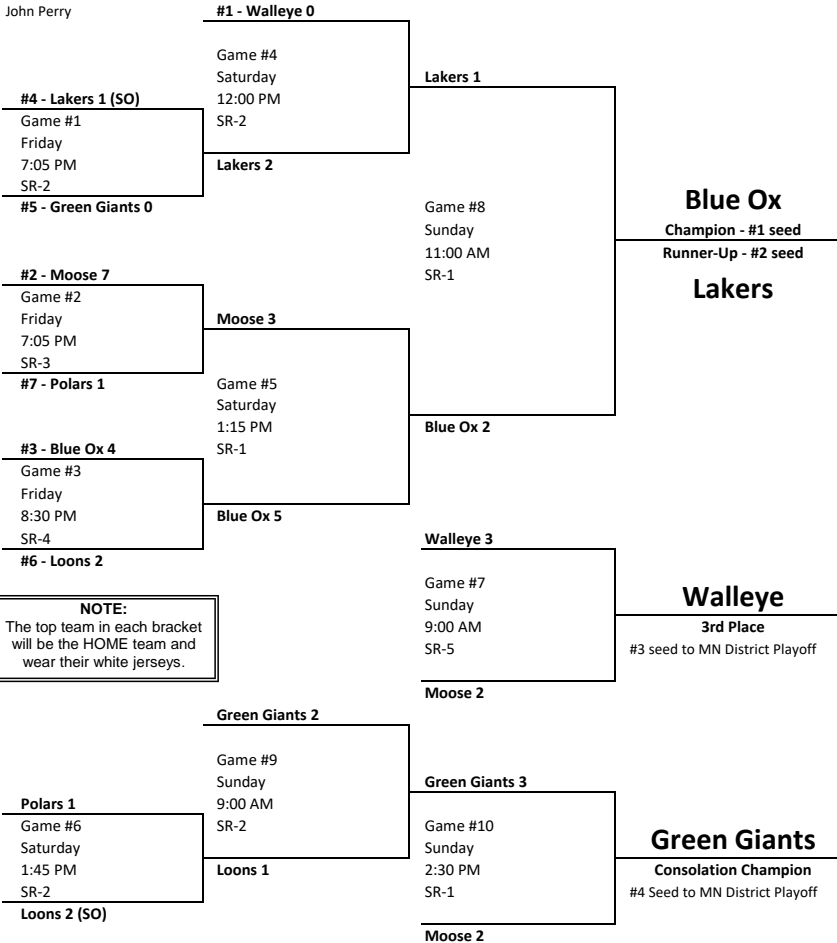 John Perry
#1 - Walleye 0
Game #4
Saturday
12:00 PM
SR-2
Lakers 1
#4 - Lakers 1 (SO)
Game #1
Friday
7:05 PM
SR-2
#5 - Green Giants 0
Lakers 2
Game #8
Sunday
11:00 AM
SR-1
Blue Ox
Champion - #1 seed
Runner-Up - #2 seed
Lakers
#2 - Moose 7
Game #2
Friday
7:05 PM
SR-3
#7 - Polars 1
Moose 3
Game #5
Saturday
1:15 PM
SR-1
Blue Ox 2
#3 - Blue Ox 4
Game #3
Friday
8:30 PM
SR-4
#6 - Loons 2
Blue Ox 5
Walleye 3
Game #7
Sunday
9:00 AM
SR-5
Moose 2
Walleye
3rd Place
#3 seed to MN District Playoff
NOTE:
The top team in each bracket
will be the HOME team and
wear their white jerseys.
Green Giants 2
Game #9
Sunday
9:00 AM
SR-2
Loons 1
Polars 1
Game #6
Saturday
1:45 PM
SR-2
Loons 2 (SO)
Green Giants 3
Game #10
Sunday
2:30 PM
SR-1
Moose 2
Green Giants
Consolation Champion
#4 Seed to MN District Playoff